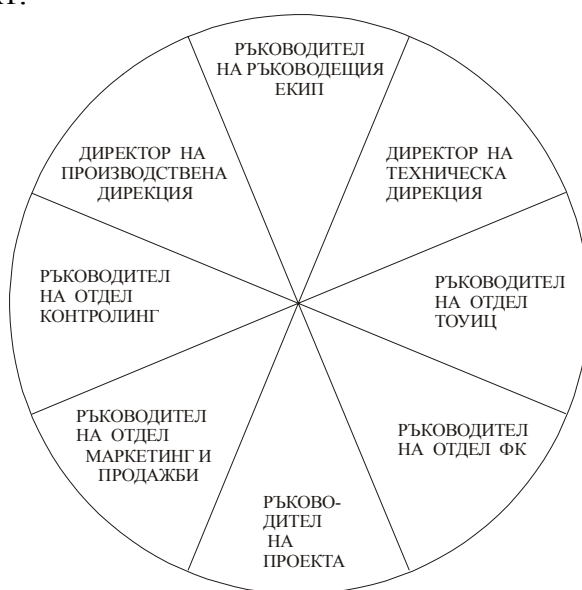 РЪКОВОДИТЕЛ
НА РЪКОВОДЕЩИЯ
ЕКИП
ДИРЕКТОР НА
ТЕХНИЧЕСКА
ДИРЕКЦИЯ
РЪКОВОДИТЕЛ
НА ОТДЕЛ
ТОУИЦ
РЪКОВОДИТЕЛ
НА ОТДЕЛ ФК
РЪКОВО-
ДИТЕЛ
НА
ПРОЕКТА
РЪКОВОДИТЕЛ
НА ОТДЕЛ
МАРКЕТИНГ И
ПРОДАЖБИ
РЪКОВОДИТЕЛ
НА ОТДЕЛ
КОНТРОЛИНГ
ДИРЕКТОР НА
ПРОИЗВОДСТВЕНА
ДИРЕКЦИЯ